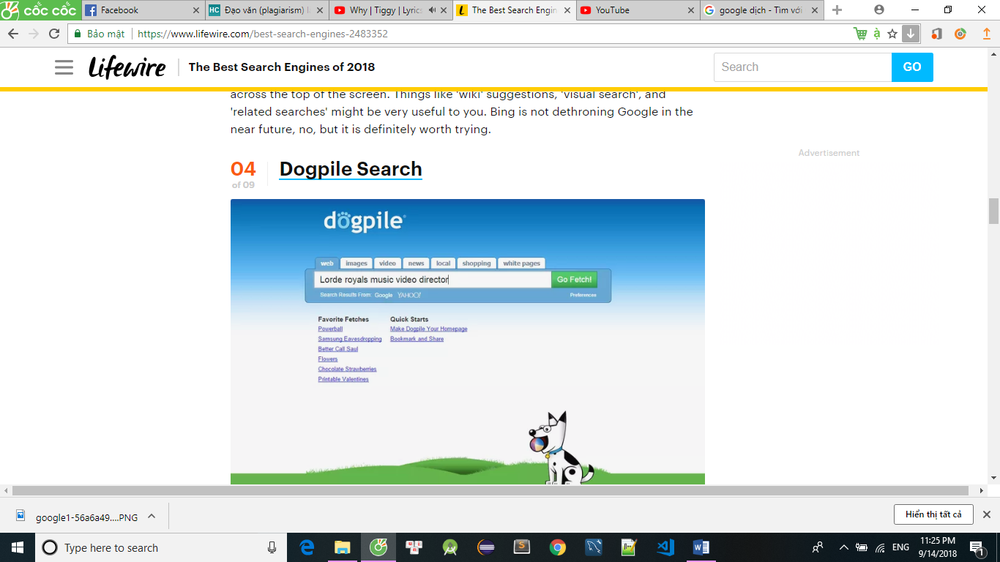 cốc cốc
Facebook
Đạo văn (plagiarism) l
Why | Tiggy | Lyrics
The Best Search Engin
YouTube
google dịch - Tìm với
Bảo mật
https://www.lifewire.com/best-search-engines-2483352
Lifewire
The Best Search Engines of 2018
Search
GO
across the top of the screen. Things like 'wiki' suggestions, 'visual search', and
'related searches' might be very useful to you. Bing is not dethroning Google in the
near future, no, but it is definitely worth trying.
Advertisement
04
of 09
Dogpile Search
dogpile
web images video news local shopping white pages
Lorde royals music video director
Go Fetch!
Search Results From: Google YAHOO!
Preferences
Favorite Fetches
Powerball
Samsung Eavesdropping
Better Call Saul
Flowers
Chocolate Strawberries
Printable Valentines
Quick Starts
Make Dogpile Your Homepage
Bookmark and Share
google1-56a6a49....PNG
Hiển thị tất cả
Type here to search
ENG
11:25 PM
9/14/2018
1